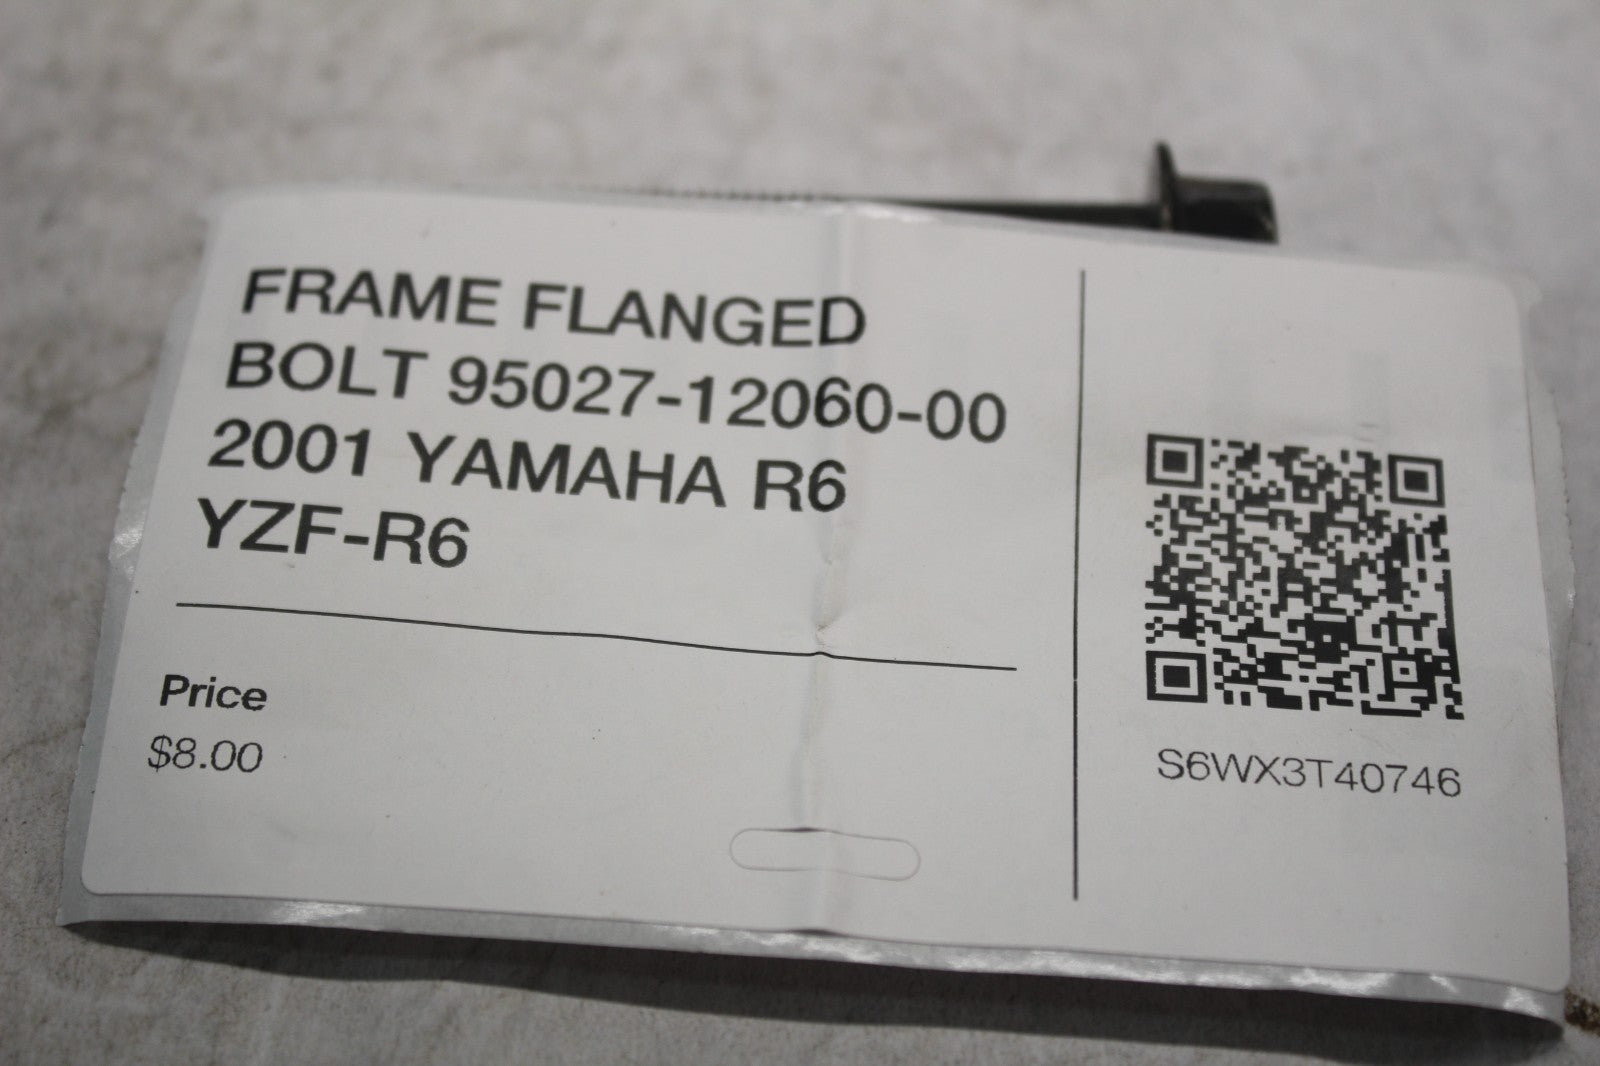 FRAME FLANGED
BOLT 95027-12060-00
2001 YAMAHA R6
YZF-R6
Price
$8.00
S6WX3T40746